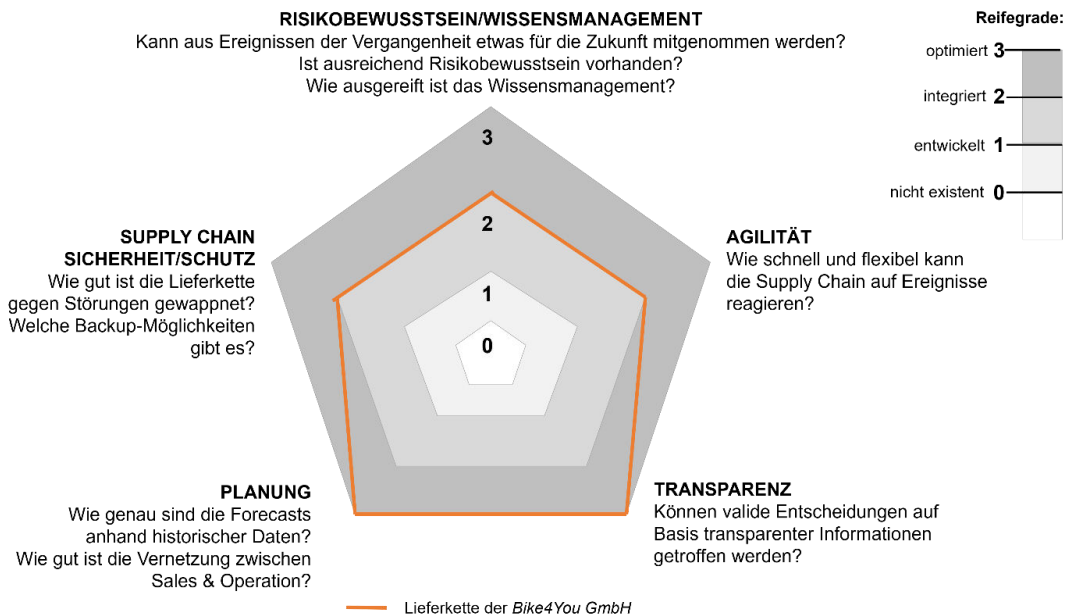 RISIKOBEWUSSTSEIN/WISSENSMANAGEMENT
Kann aus Ereignissen der Vergangenheit etwas für die Zukunft mitgenommen werden?
Ist ausreichend Risikobewusstsein vorhanden?
Wie ausgereift ist das Wissensmanagement?
Reifegrade:
optimiert 3
integriert 2
entwickelt 1
nicht existent 0
3
2
1
0
SUPPLY CHAIN
SICHERHEIT/SCHUTZ
Wie gut ist die Lieferkette
gegen Störungen gewappnet?
Welche Backup-Möglichkeiten
gibt es?
AGILITÄT
Wie schnell und flexibel kann
die Supply Chain auf Ereignisse
reagieren?
PLANUNG
Wie genau sind die Forecasts
anhand historischer Daten?
Wie gut ist die Vernetzung zwischen
Sales & Operation?
TRANSPARENZ
Können valide Entscheidungen auf
Basis transparenter Informationen
getroffen werden?
Lieferkette der Bike4You GmbH